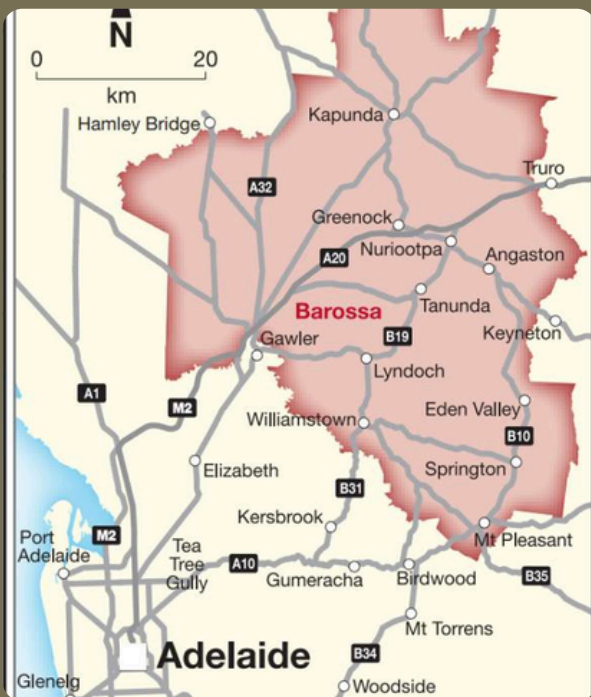 N
0
20
km
Kapunda
Hamley Bridge
Truro
A32
Greenock
Nuriootpa
A20
Angaston
Tanunda
Barossa
Keyneton
B19
Gawler
Lyndoch
A1
M2
Eden Valley
Williamstown
B10
Elizabeth
Springton
B31
Kersbrook
M2
Port
Adelaide
Mt Pleasant
Tea
Tree
Gully
A10
Gumeracha
Birdwood
B35
Mt Torrens
Adelaide
B34
Glenelg
Woodside